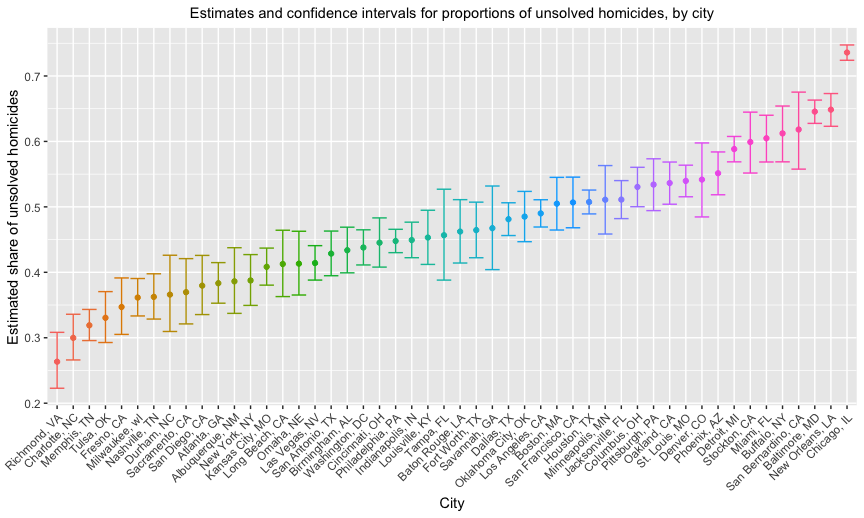 Estimates and confidence intervals for proportions of unsolved homicides, by city
Estimated share of unsolved homicides
0.7
0.6
0.5
0.4
0.3
0.2
Richmond, VA
Charlotte, NC
Memphis, TN
Tulsa, OK
Fresno, CA
Milwaukee, wI
Nashville, TN
Durham, NC
Sacramento, CA
San Diego, CA
Atlanta, GA
Albuquerque, NM
New York, NY
Kansas City, MO
Long Beach, CA
Omaha, NE
Las Vegas, NV
San Antonio, TX
Birmingham, AL
Washington, DC
Cincinnati, OH
Philadelphia, PA
Indianapolis, IN
Louisville, KY
Tampa, FL
Baton Rouge, LA
Fort Worth, TX
Savannah, GA
Dallas, TX
Oklahoma City, OK
Los Angeles, CA
Boston, MA
San Francisco, CA
Houston, TX
Minneapolis, MN
Jacksonville, FL
Columbus, OH
Pittsburgh, PA
Oakland, CA
St. Louis, MO
Denver, CO
Phoenix, AZ
Detroit, MI
Stockton, CA
Miami, FL
Buffalo, NY
San Bernardino, CA
Baltimore, MD
New Orleans, LA
Chicago, IL
City